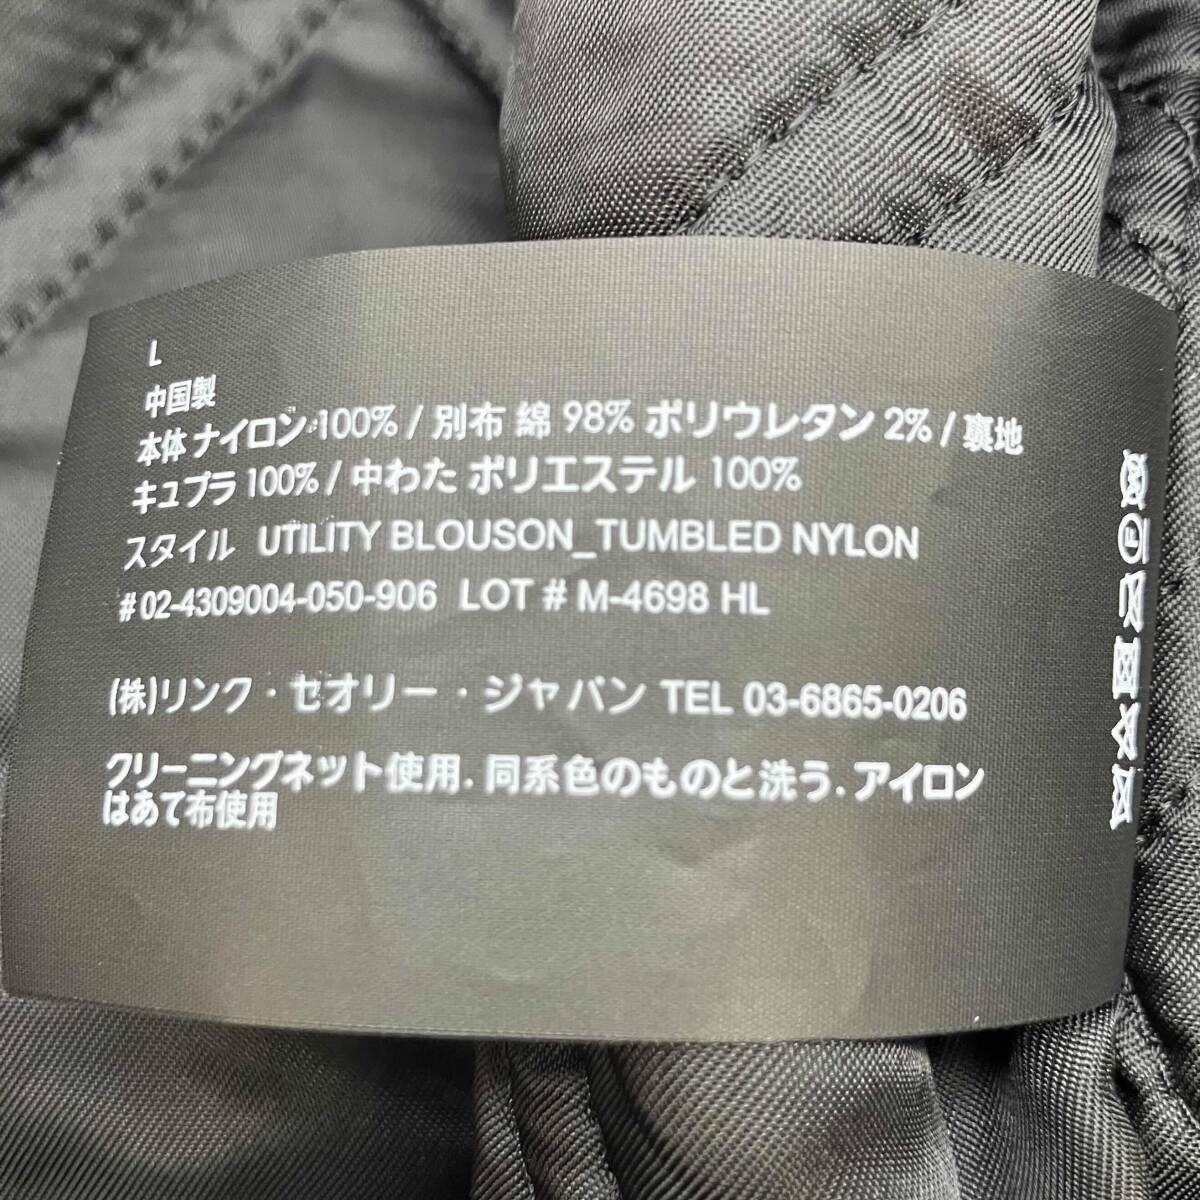 L
中国製
本体 ナイロン 100% / 別布 綿 98% ポリウレタン 2% / 裏地
キュプラ 100% / 中わた ポリエステル 100%
スタイル UTILITY BLOUSON_TUMBLED NYLON
# 02-4309004-050-906 LOT # M-4698 HL
(株)リンク・セオリー・ジャパン TEL 03-6865-0206
クリーニングネット使用. 同系色のものと洗う. アイロン
はあて布使用